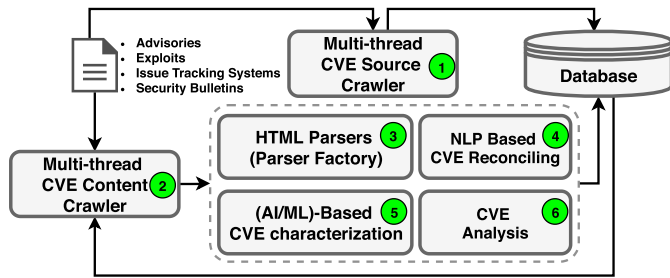 Advisories
Exploits
Issue Tracking Systems
Security Bulletins
Multi-thread
CVE Source
Crawler
1
Database
Multi-thread
CVE Content
Crawler
2
HTML Parsers
(Parser Factory)
3
NLP Based
CVE Reconciling
4
(AI/ML)-Based
CVE characterization
5
CVE
Analysis
6